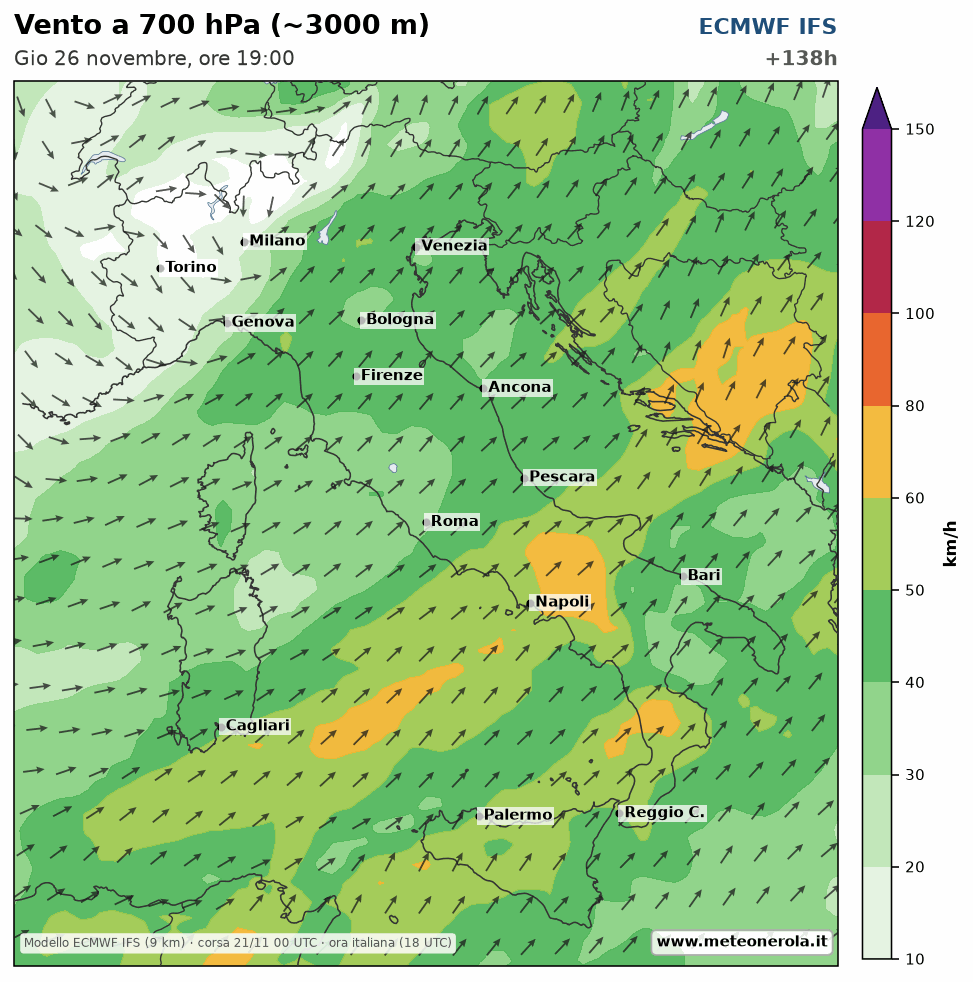 Vento a 700 hPa (~3000 m)
ECMWF IFS
Gio 26 novembre, ore 19:00
+138h
Milano
Venezia
Torino
Genova
Bologna
Firenze
Ancona
Pescara
Roma
Bari
Napoli
Cagliari
Palermo
Reggio C.
150
120
100
80
60
50
40
30
20
10
km/h
Modello ECMWF IFS (9 km) · corsa 21/11 00 UTC · ora italiana (18 UTC)
www.meteonerola.it